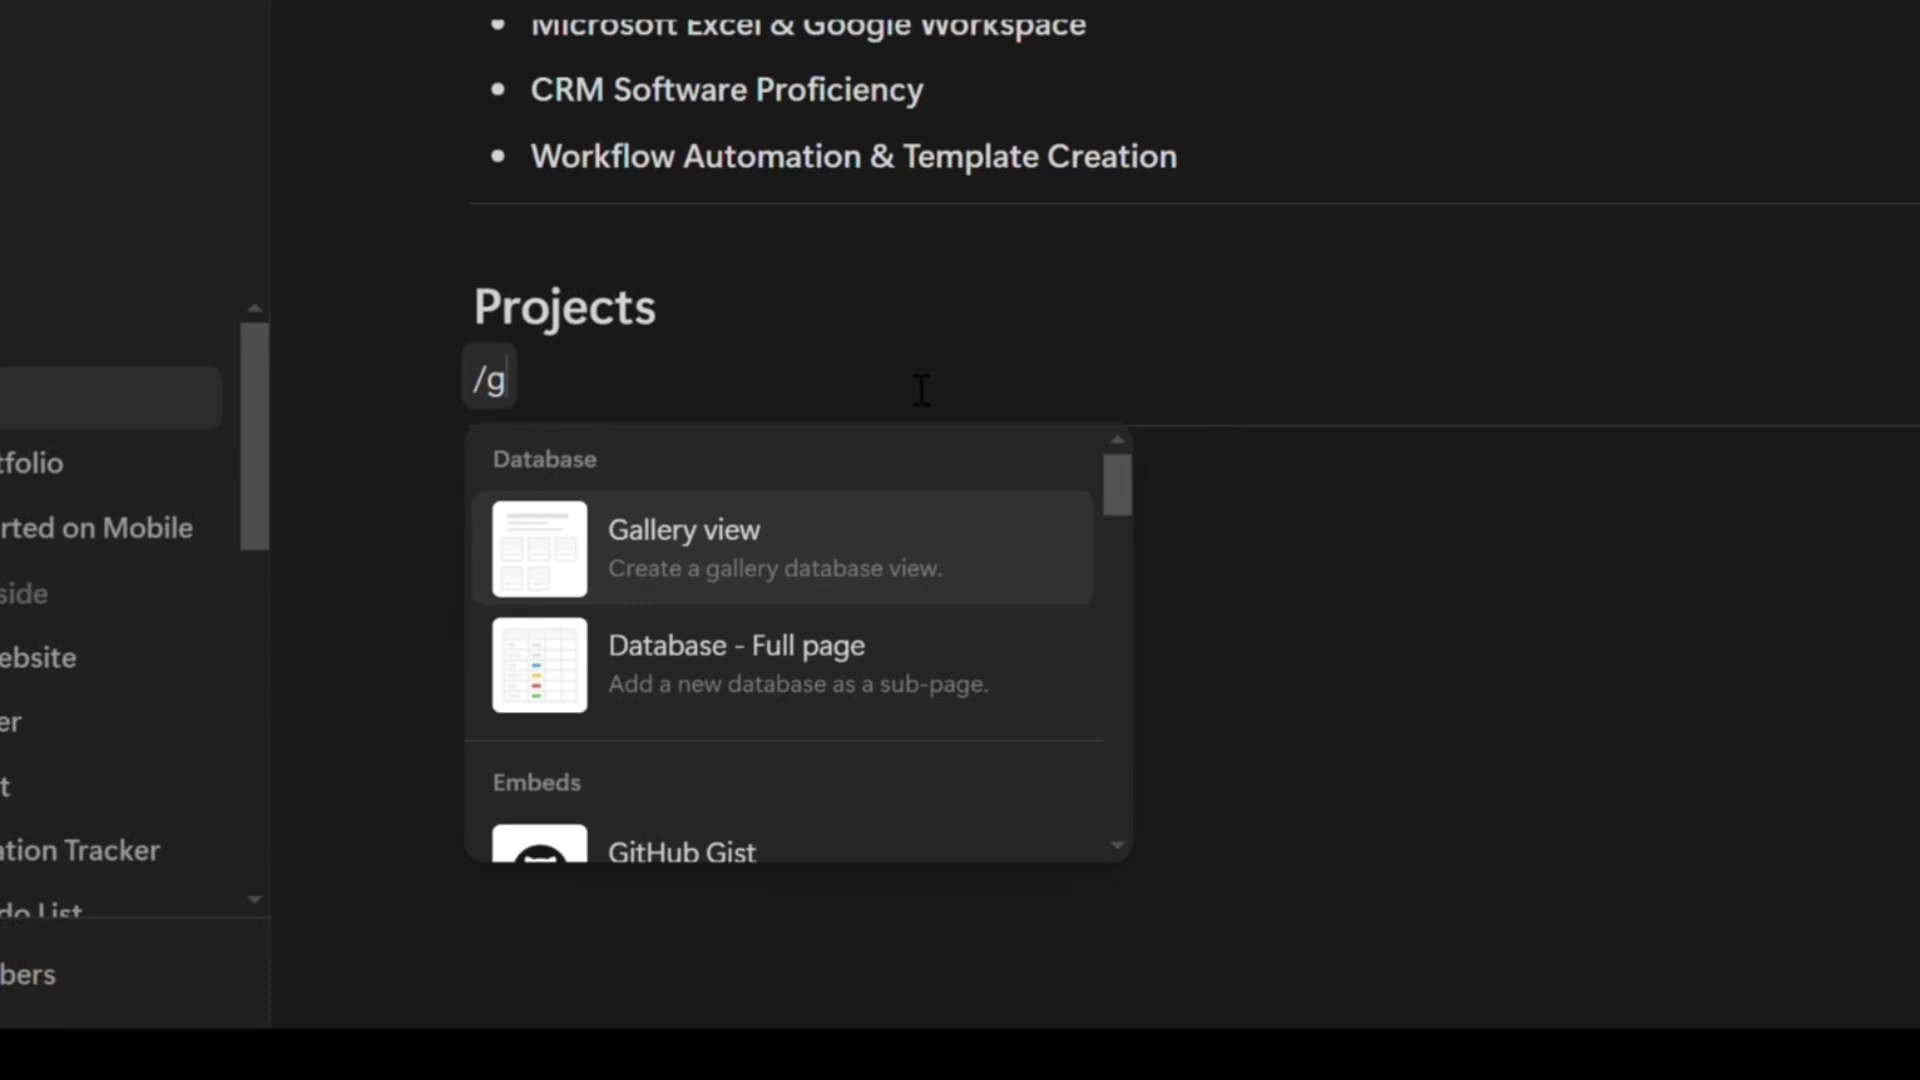 Microsoft Excel & Google Workspace
CRM Software Proficiency
Workflow Automation & Template Creation
Projects
/g
Database
Gallery view
Create a gallery database view.
Database - Full page
Add a new database as a sub-page.
Embeds
GitHub Gist
tfolio
rted on Mobile
side
ebsite
er
t
ation Tracker
do List
bers